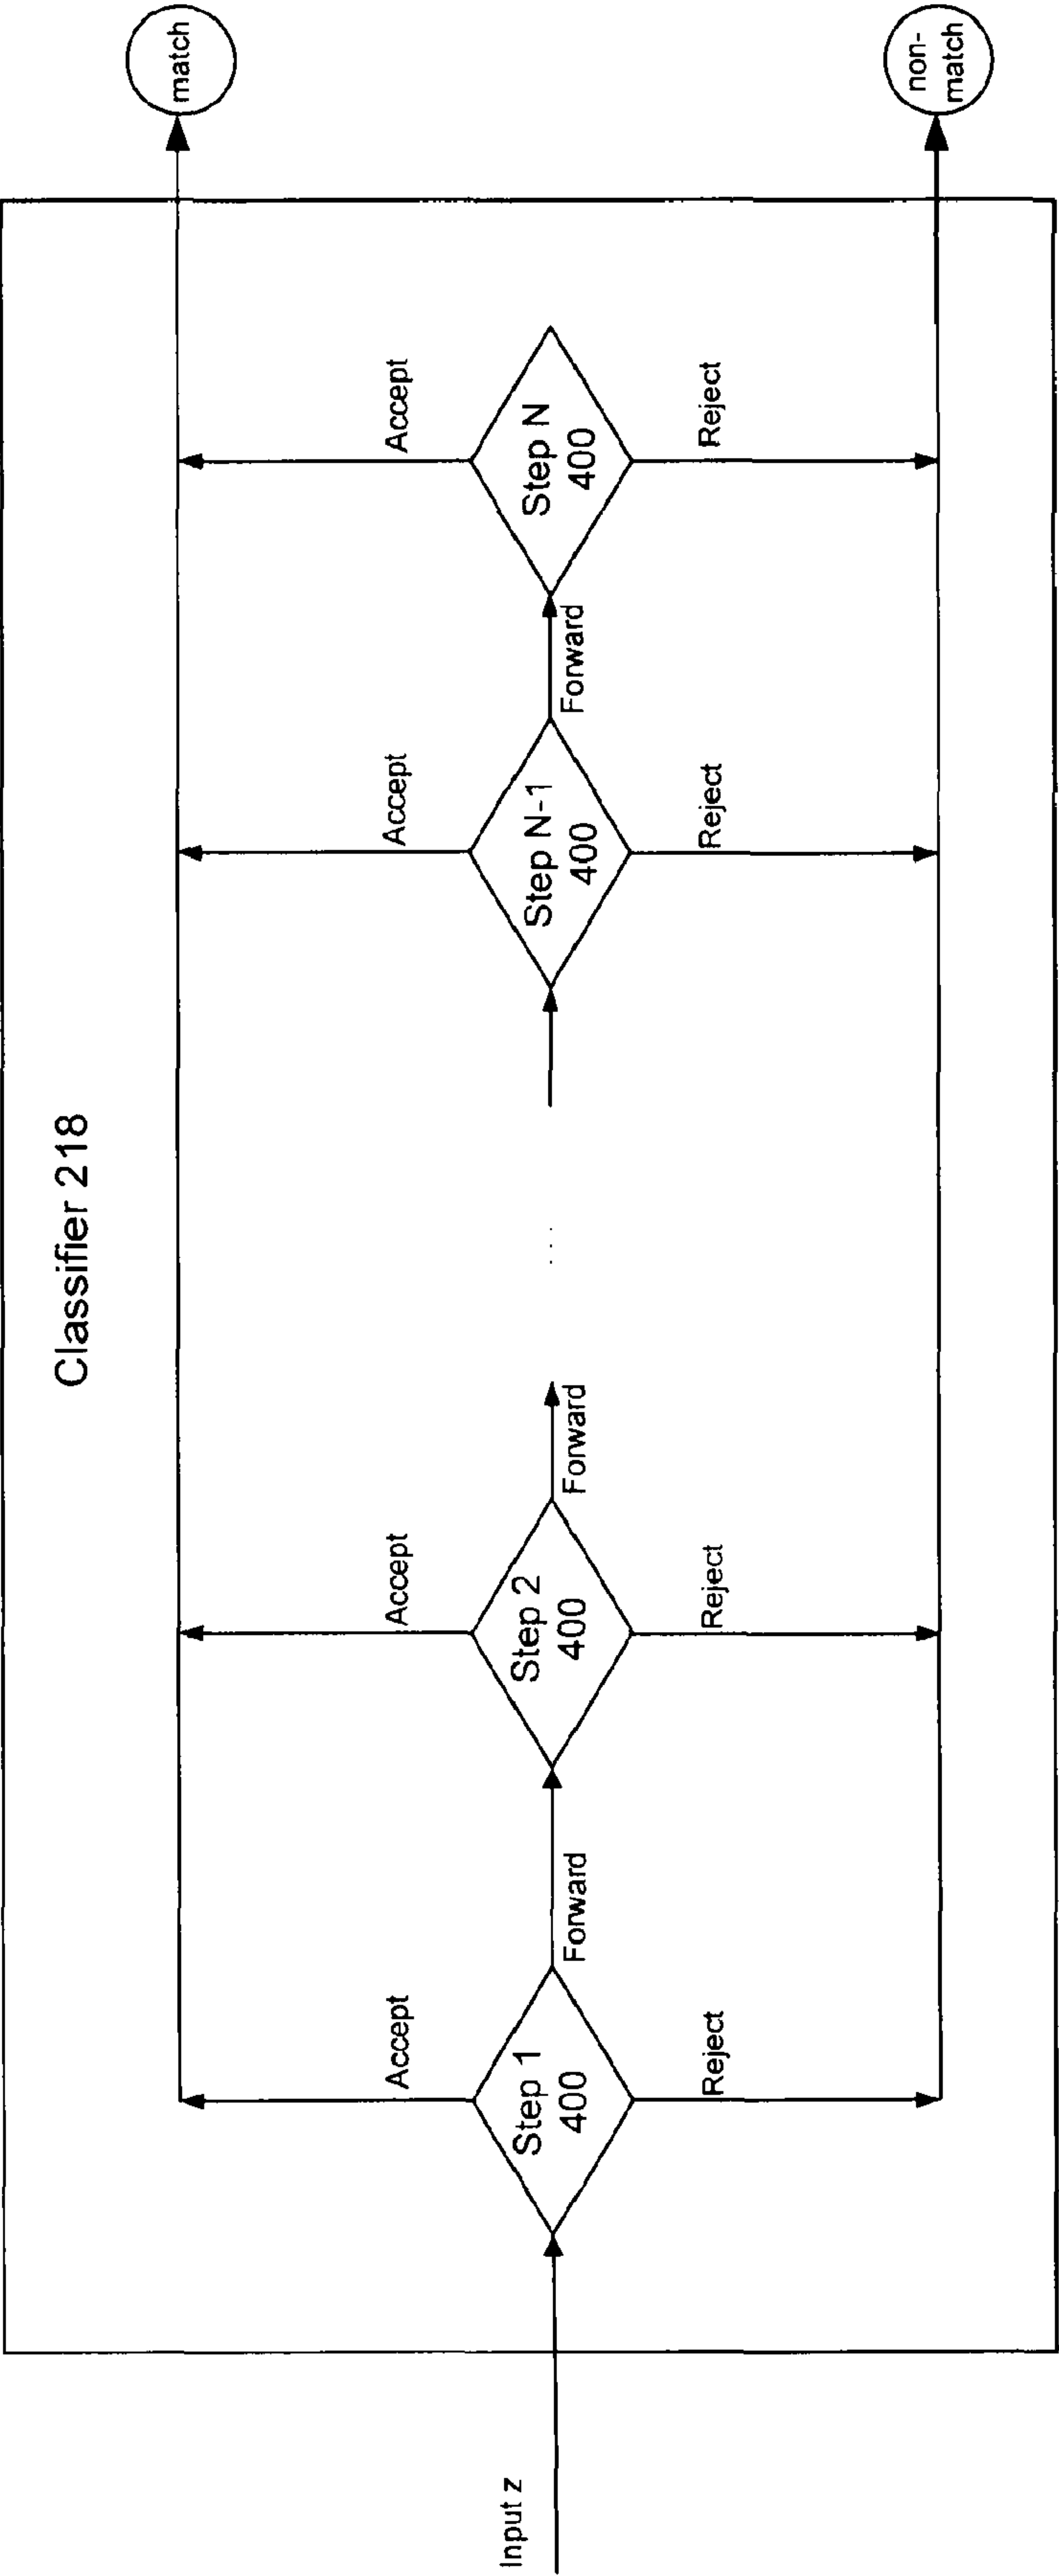 Classifier 218
match
Accept
Accept
Accept
Accept
Input z
Step 1
400
Forward
Step 2
400
Forward
...
Step N-1
400
Forward
Step N
400
Reject
Reject
Reject
Reject
non-
match